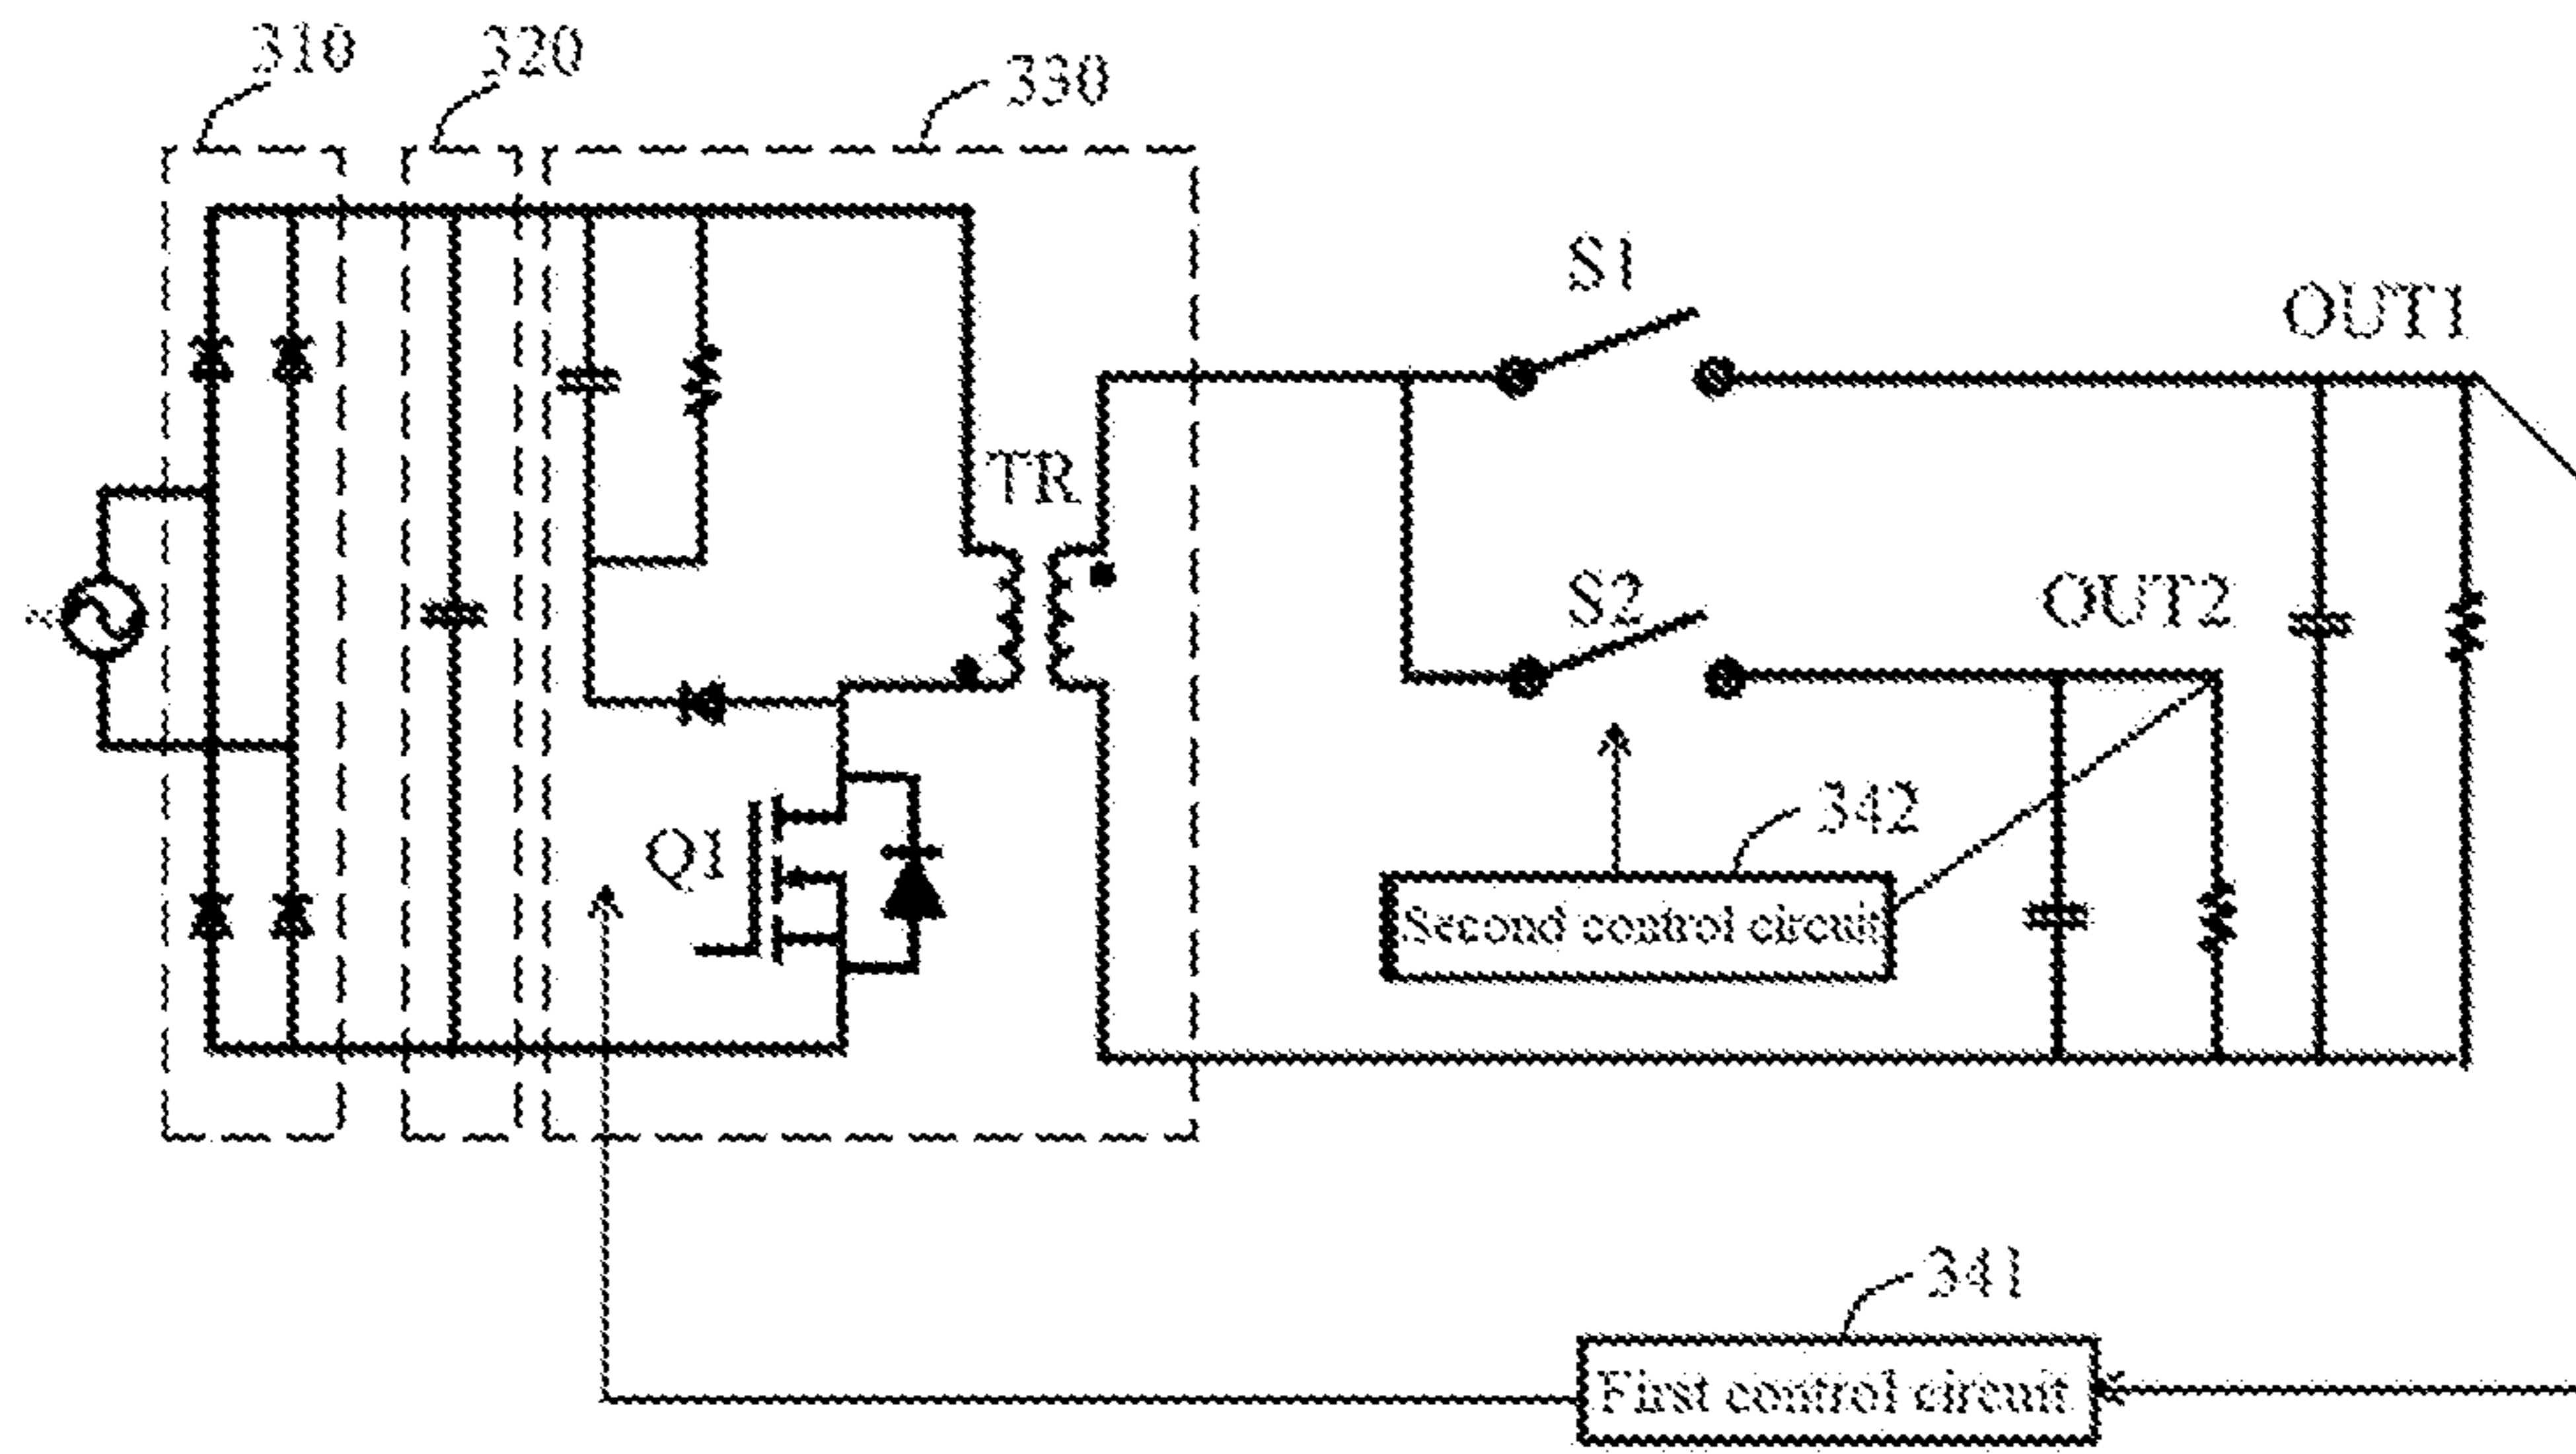 310
320
330
S1
OUT1
TR
S2
OUT2
342
Q1
Second control circuit
341
First control circuit